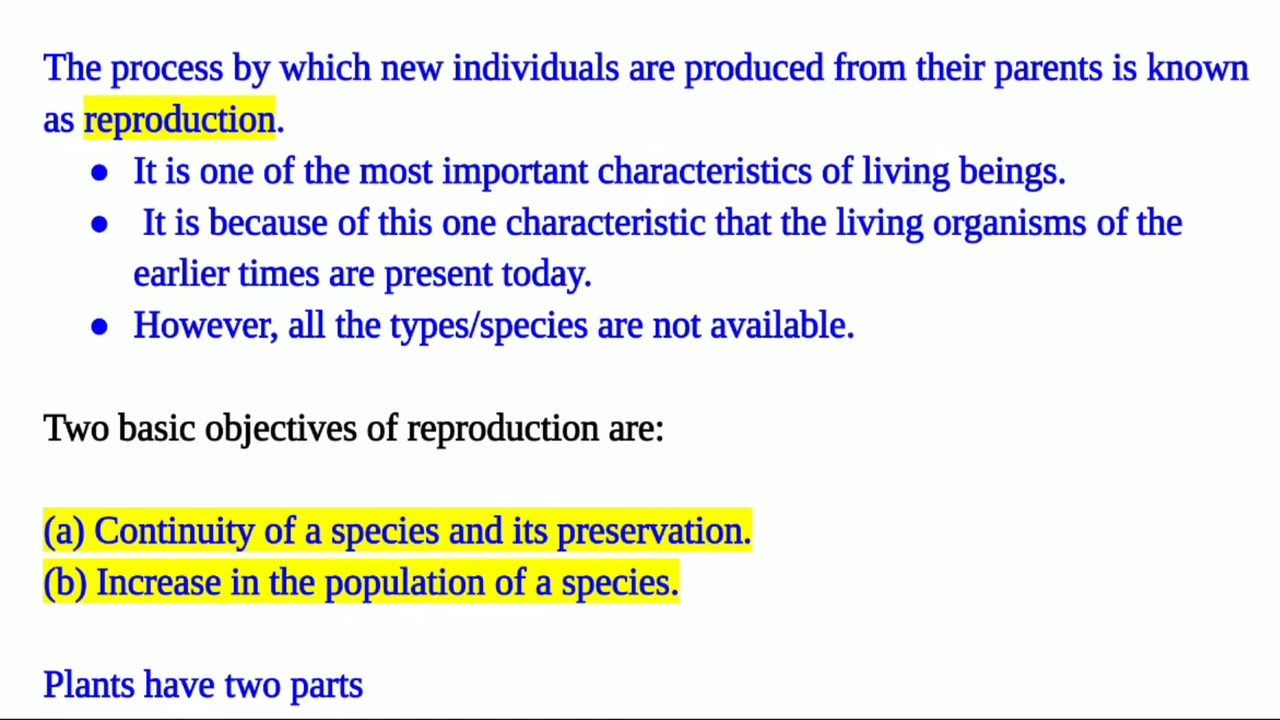 The process by which new individuals are produced from their parents is known
as reproduction.
● It is one of the most important characteristics of living beings.
● It is because of this one characteristic that the living organisms of the
earlier times are present today.
● However, all the types/species are not available.
Two basic objectives of reproduction are:
(a) Continuity of a species and its preservation.
(b) Increase in the population of a species.
Plants have two parts